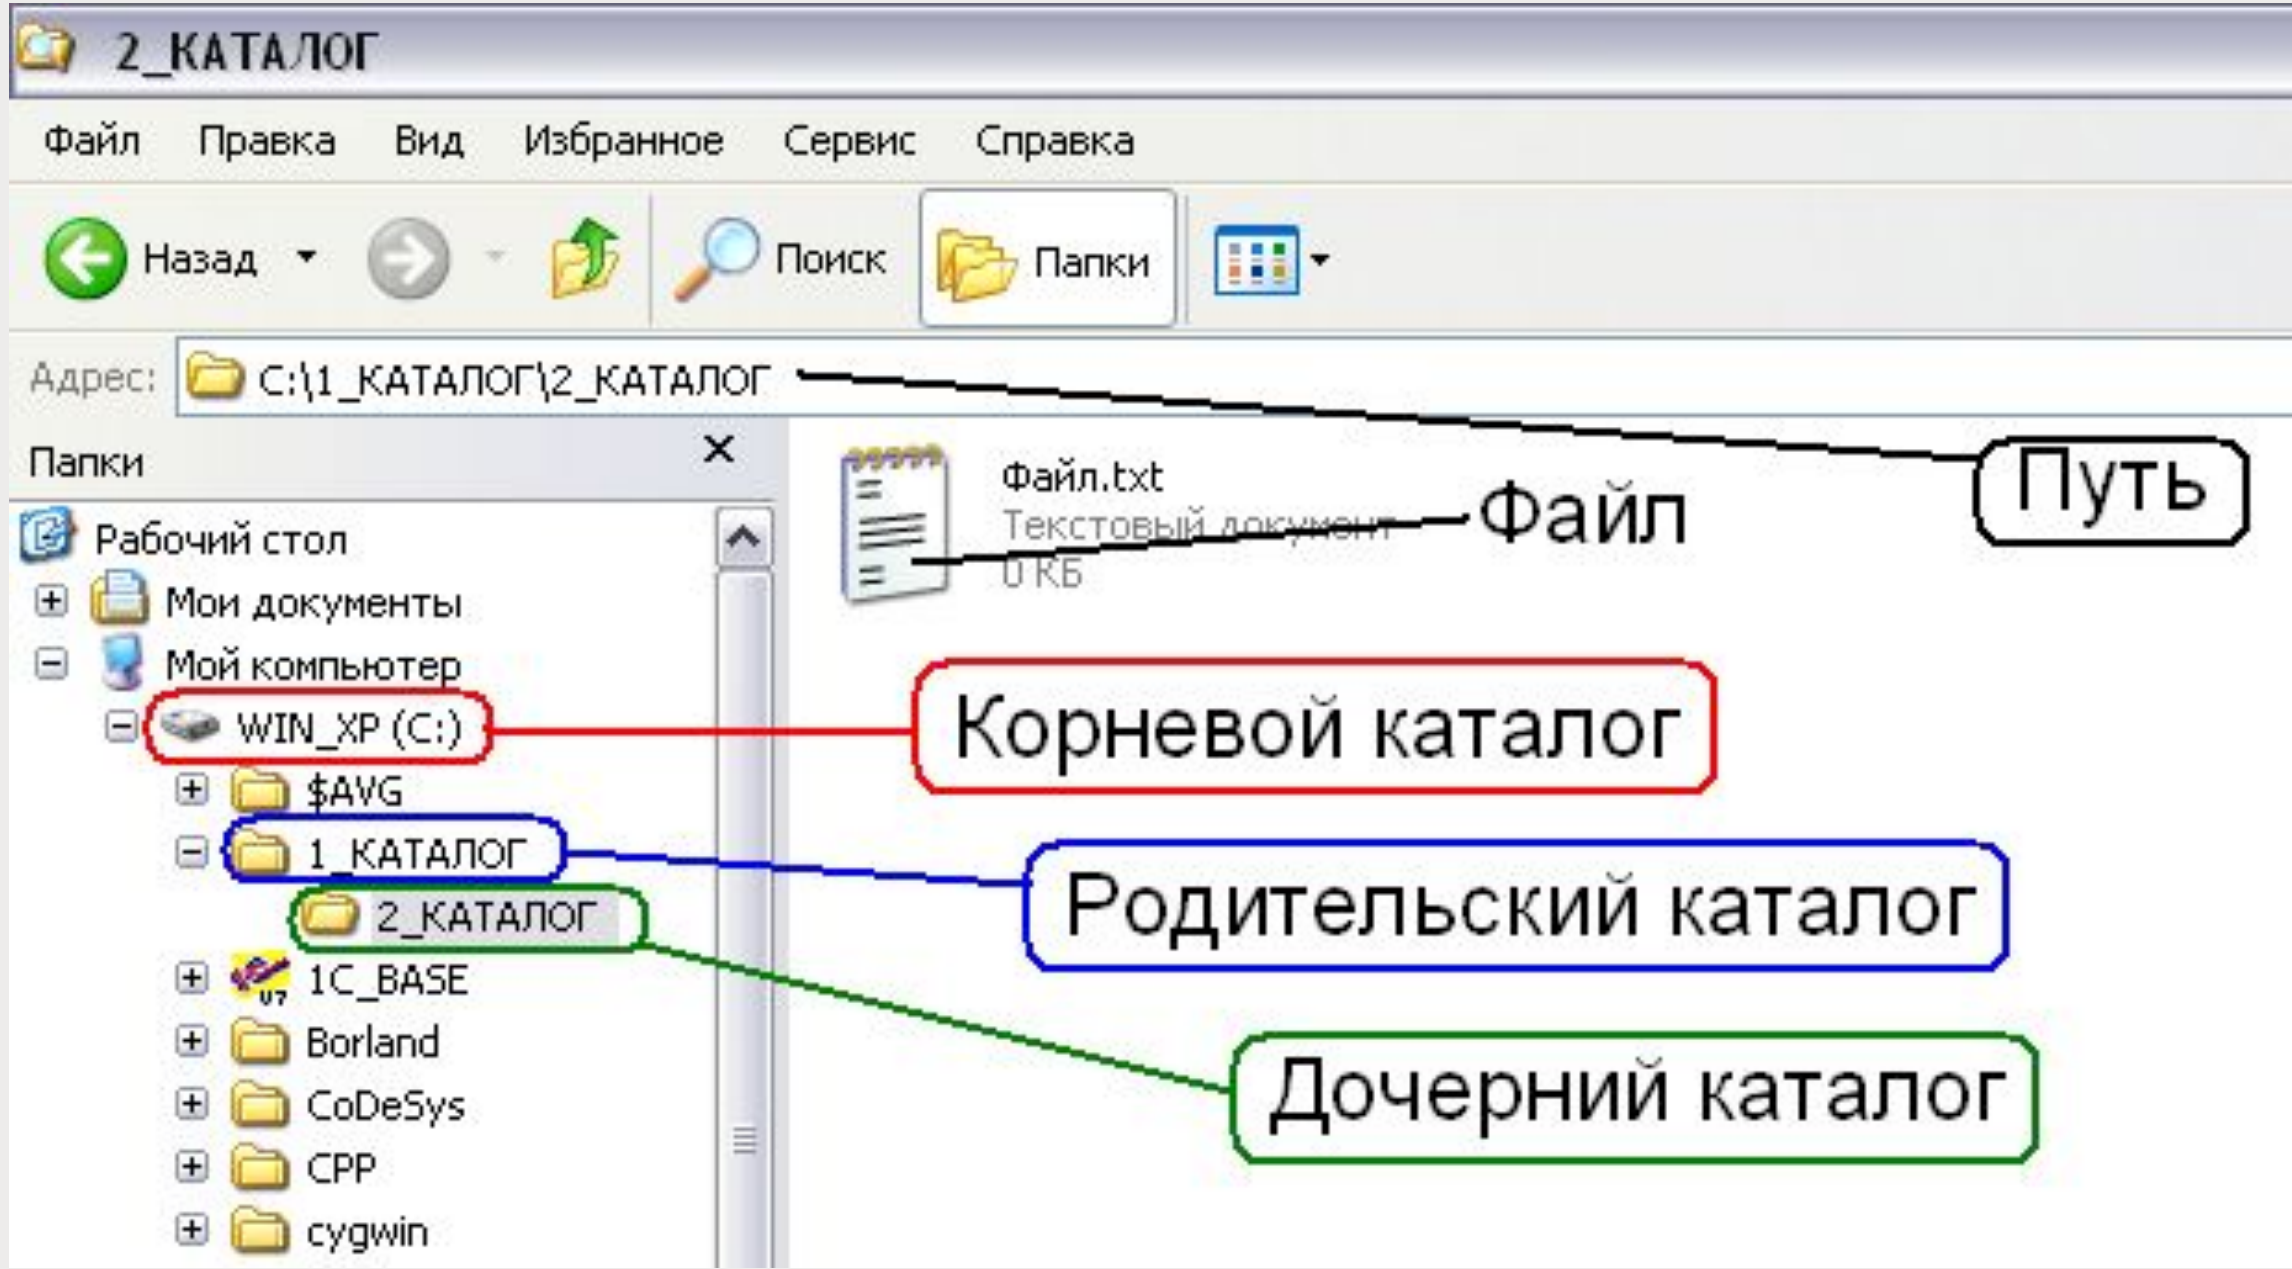 2_КАТАЛОГ
Файл Правка Вид Избранное Сервис Справка
Назад Поиск Папки
Адрес: C:\1_КАТАЛОГ\2_КАТАЛОГ
Папки
Рабочий стол
Мои документы
Мой компьютер
WIN_XP (C:)
$AVG
1_КАТАЛОГ
2_КАТАЛОГ
1C_BASE
Borland
CoDeSys
CPP
cygwin
Файл.txt
Текстовый документ
0 КБ
Файл
Путь
Корневой каталог
Родительский каталог
Дочерний каталог